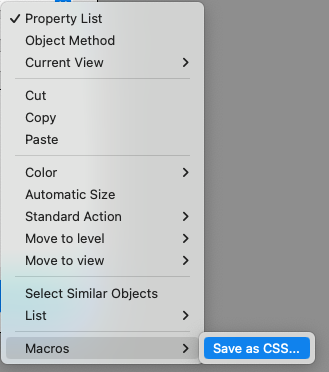 Property List
Object Method
Current View
Cut
Copy
Paste
Color
Automatic Size
Standard Action
Move to level
Move to view
Select Similar Objects
List
Macros
Save as CSS...